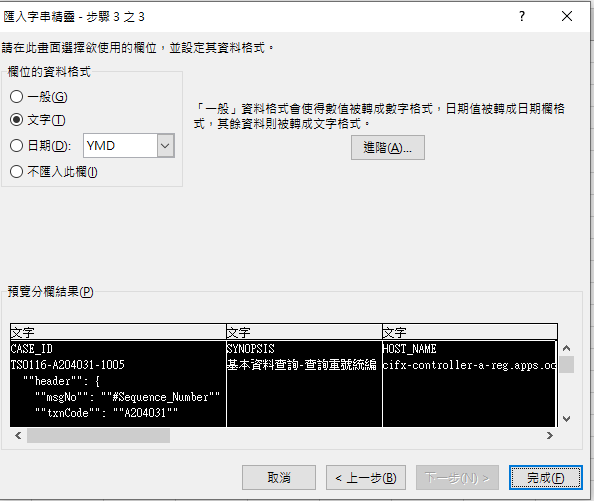 匯入字串精靈 - 步驟 3 之 3
請在此畫面選擇欲使用的欄位，並設定其資料格式。
欄位的資料格式
一般(G)
文字(T)
日期(D): YMD
不匯入此欄(I)
「一般」資料格式會使得數值被轉成數字格式，日期值被轉成日期欄格
式，其餘資料則被轉成文字格式。
進階(A)...
預覽分欄結果(P)
文字 文字 文字
CASE_ID SYNOPSIS HOST_NAME
TS0116-A204031-1005 基本資料查詢-查詢重號統編 cifx-controller-a-reg.apps.oc
""header"": {
""msgNo"": ""#Sequence_Number""
""txnCode"": ""A204031""
取消 < 上一步(B) 下一步(N) > 完成(F)